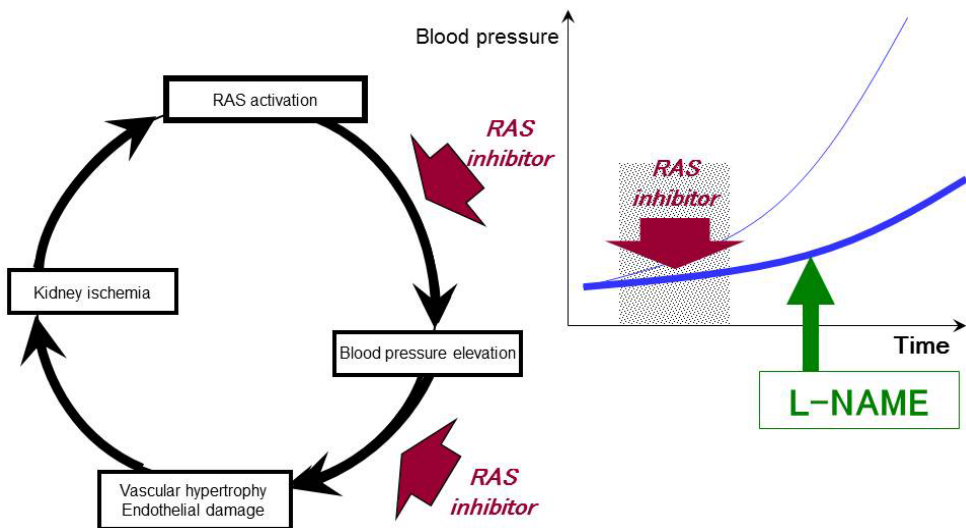 RAS activation
RAS
inhibitor
Kidney ischemia
Blood pressure elevation
Vascular hypertrophy
Endothelial damage
RAS
inhibitor
Blood pressure
RAS
inhibitor
Time
L-NAME